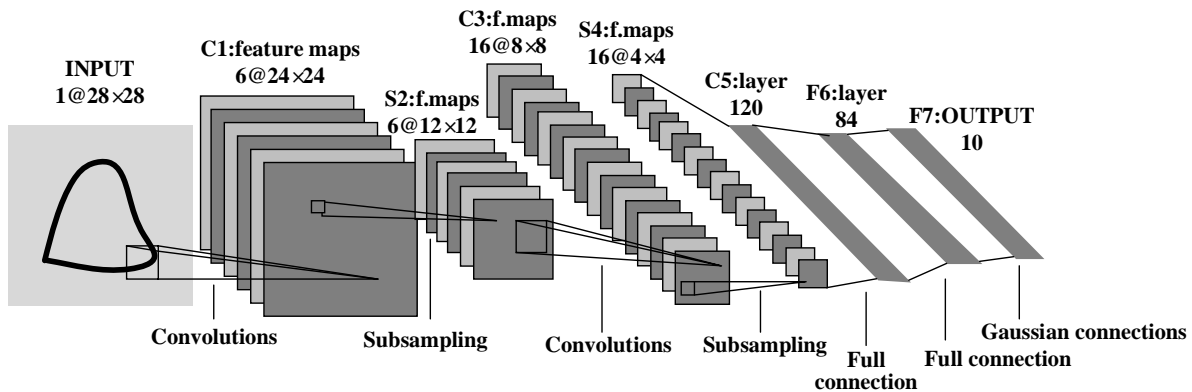 INPUT
1@28×28
C1:feature maps
6@24×24
S2:f.maps
6@12×12
C3:f.maps
16@8×8
S4:f.maps
16@4×4
C5:layer
120
F6:layer
84
F7:OUTPUT
10
Convolutions
Subsampling
Convolutions
Subsampling
Full
connection
Full connection
Gaussian connections